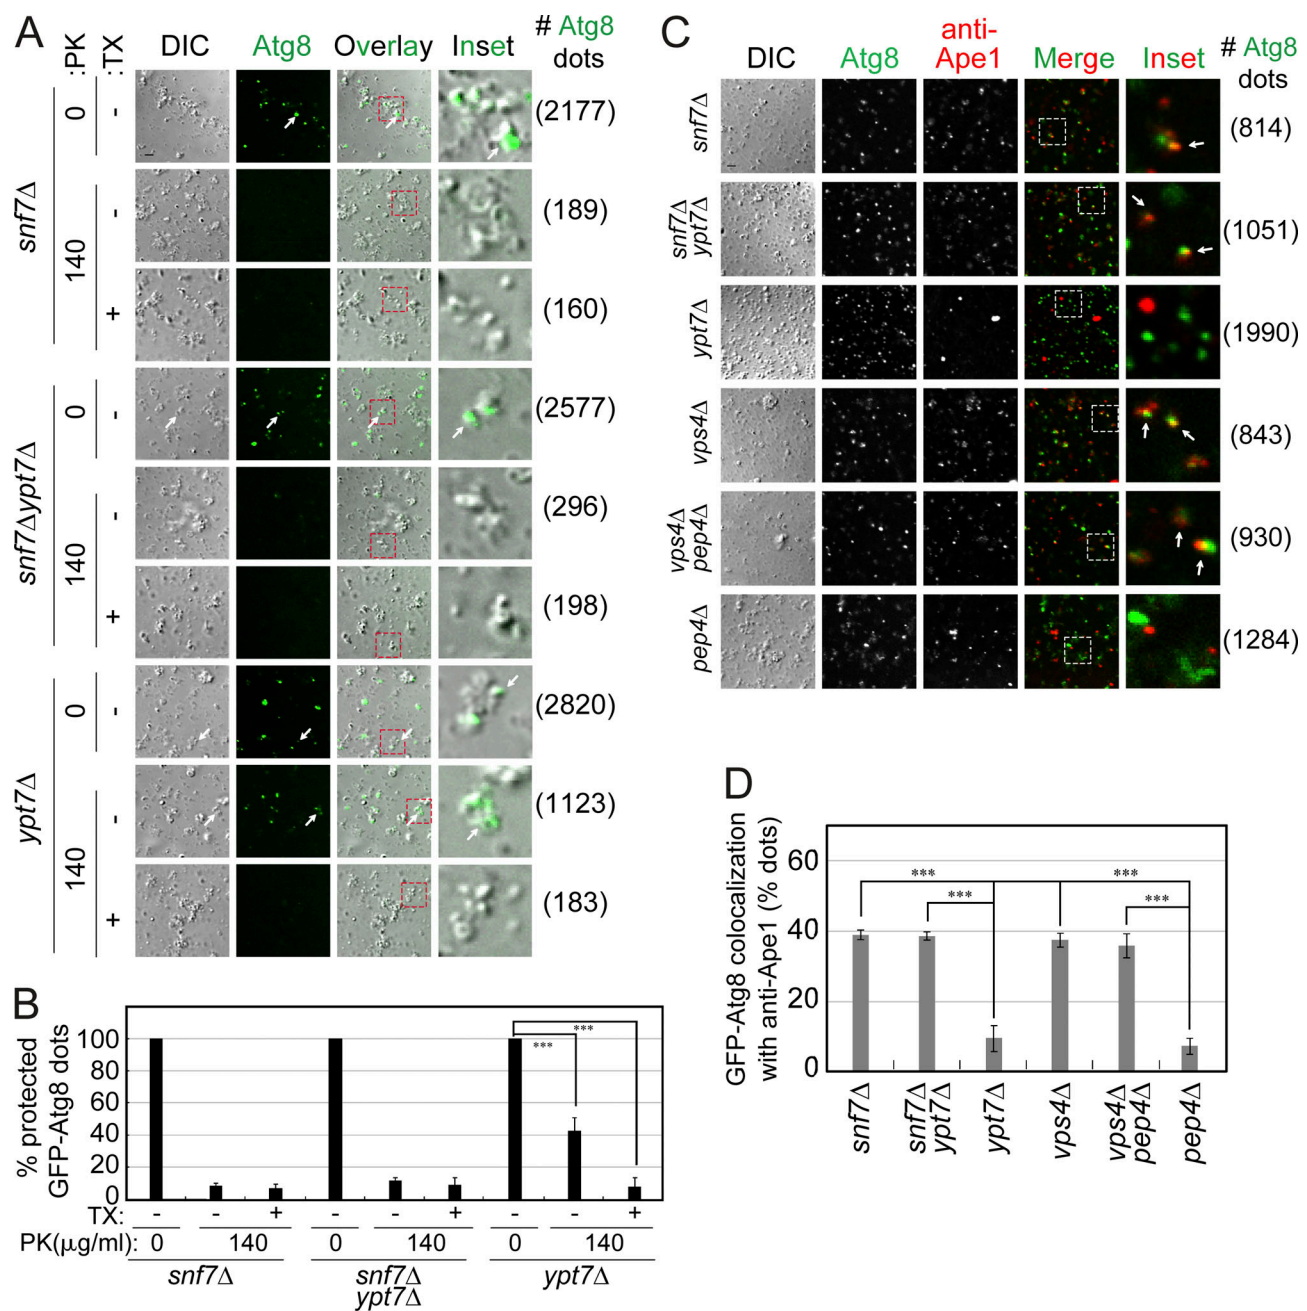 A
:PK
:TX
DIC Atg8 Overlay Inset # Atg8 dots
snf7Δ
0 - (2177)
140 - (189)
+ (160)
snf7Δypt7Δ
0 - (2577)
140 - (296)
+ (198)
ypt7Δ
0 - (2820)
140 - (1123)
+ (183)
B
% protected
GFP-Atg8 dots
100
80
60
40
20
0
*** ***
TX: - - + - - + - - +
PK(μg/ml): 0 140 0 140 0 140
snf7Δ snf7Δ ypt7Δ
ypt7Δ
C
DIC Atg8 anti-Ape1 Merge Inset # Atg8 dots
snf7Δ (814)
snf7Δ ypt7Δ (1051)
ypt7Δ (1990)
vps4Δ (843)
vps4Δ pep4Δ (930)
pep4Δ (1284)
D
GFP-Atg8 colocalization
with anti-Ape1 (% dots)
60
40
20
0
*** ***
*** ***
snf7Δ
snf7Δ
ypt7Δ
ypt7Δ
vps4Δ
vps4Δ
pep4Δ
pep4Δ